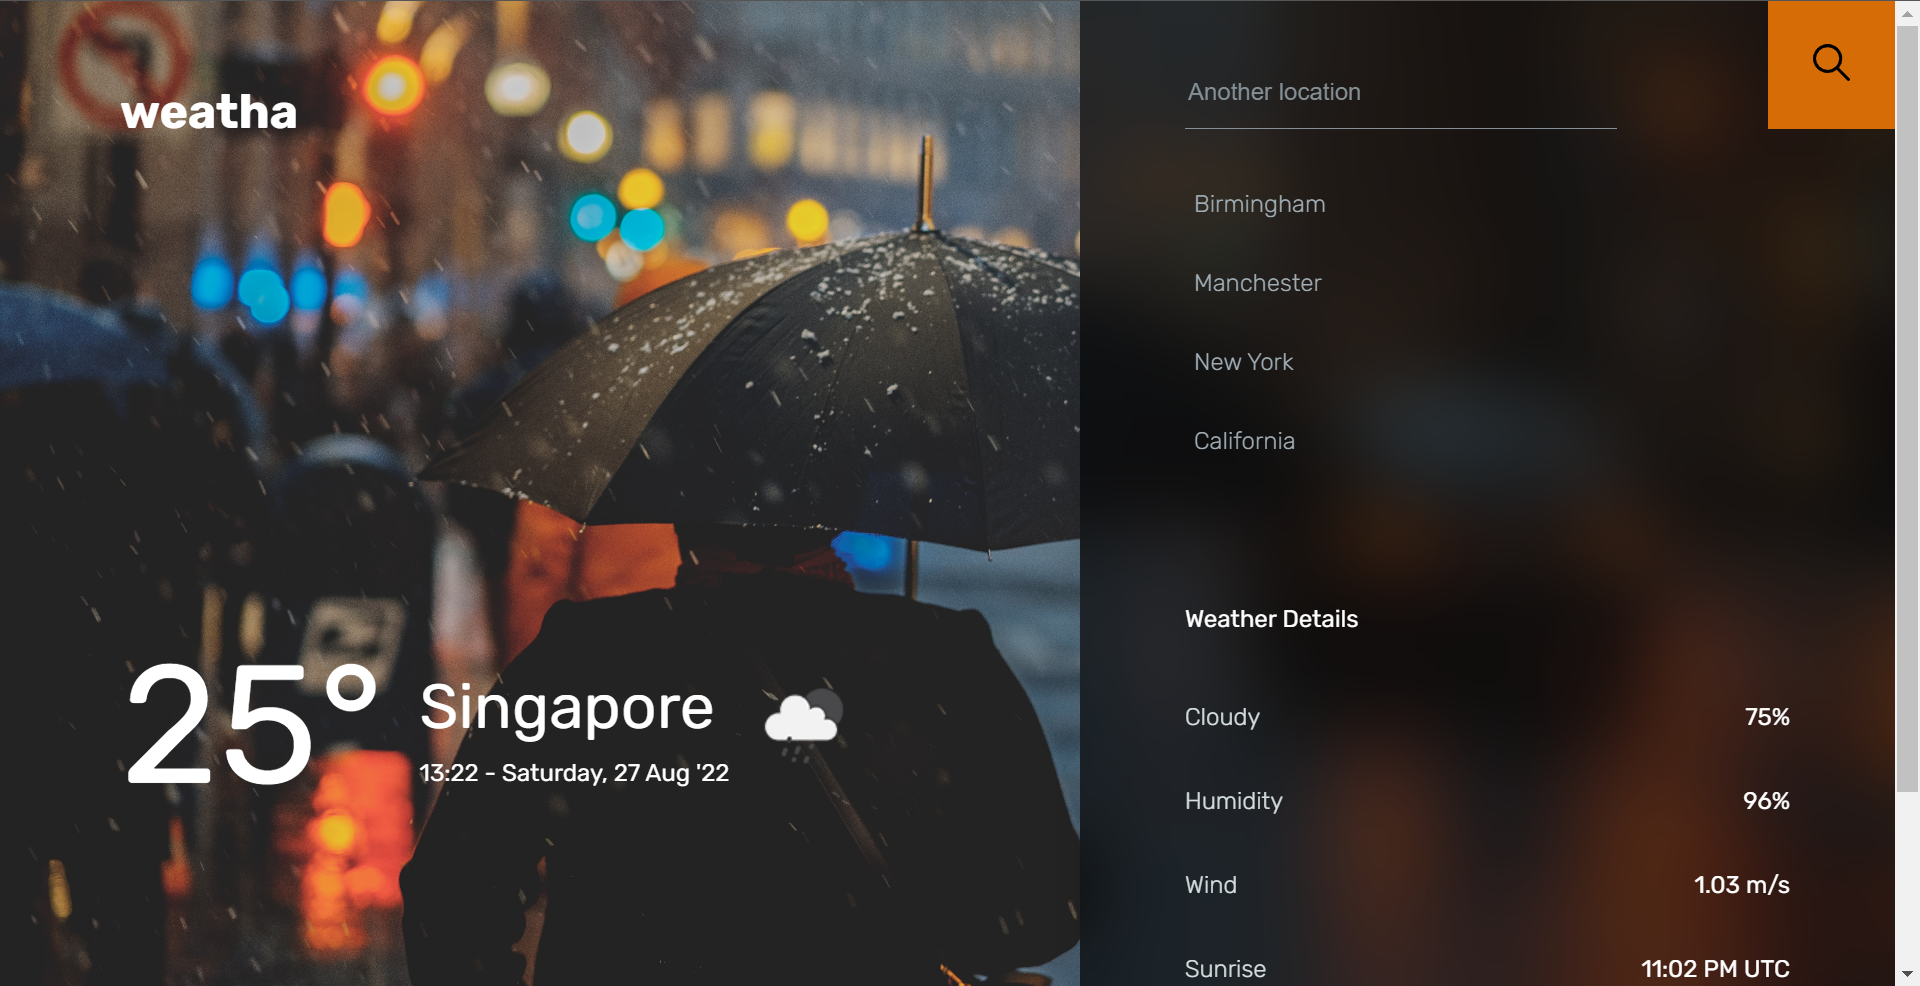 weatha
25°
Singapore
13:22 - Saturday, 27 Aug '22
Another location
Birmingham
Manchester
New York
California
Weather Details
Cloudy 75%
Humidity 96%
Wind 1.03 m/s
Sunrise 11:02 PM UTC